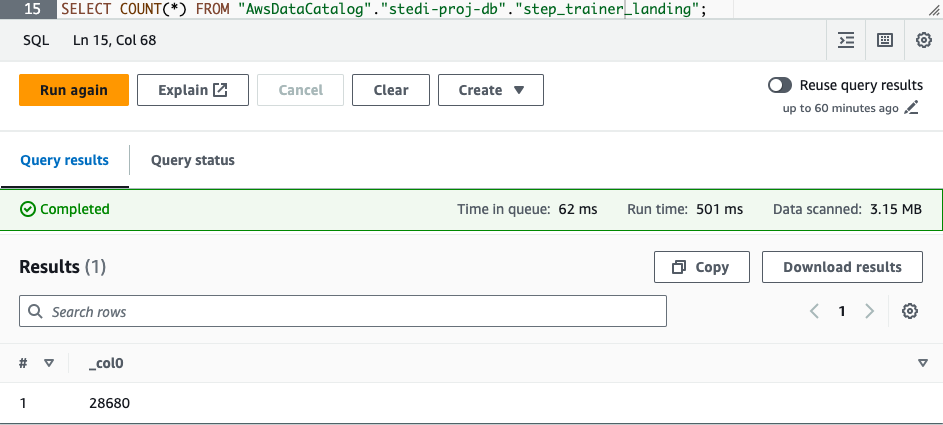 15 SELECT COUNT(*) FROM "AwsDataCatalog"."stedi-proj-db"."step_trainer_landing";
SQL Ln 15, Col 68
Run again Explain Cancel Clear Create Reuse query results
up to 60 minutes ago
Query results Query status
Completed Time in queue: 62 ms Run time: 501 ms Data scanned: 3.15 MB
Results (1) Copy Download results
Search rows 1
# _col0
1 28680